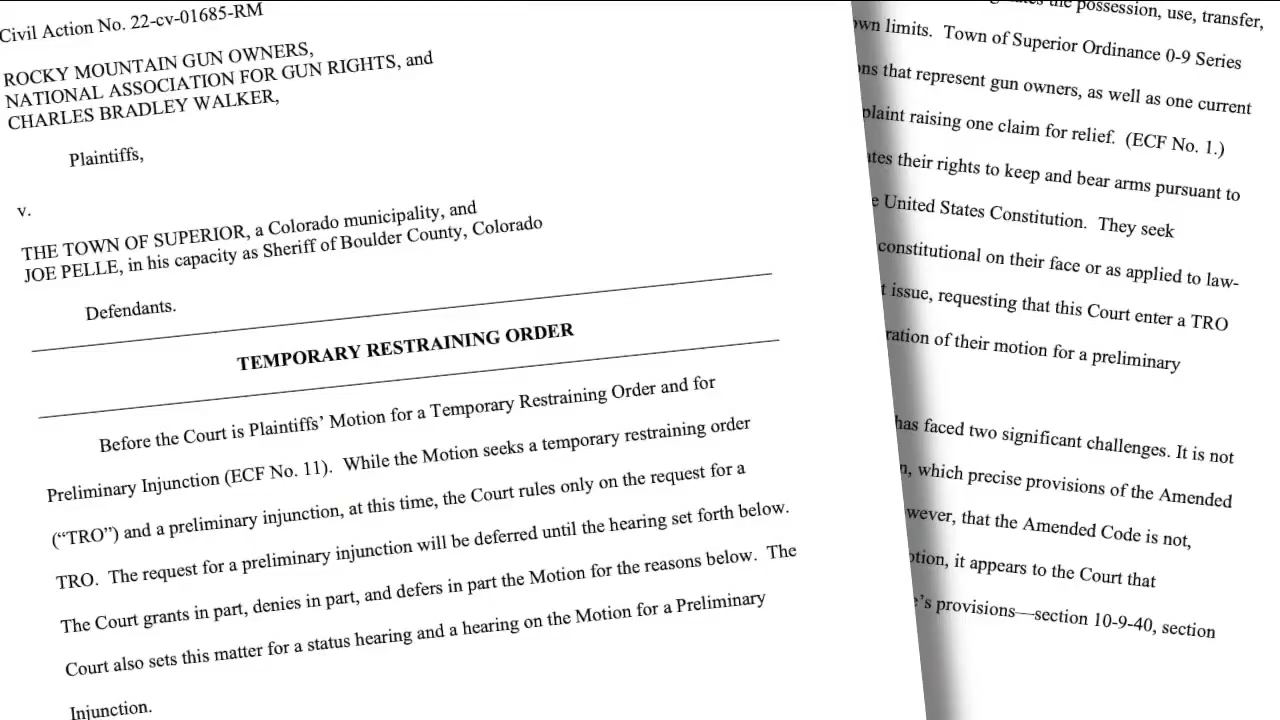 Civil Action No. 22-cv-01685-RM
ROCKY MOUNTAIN GUN OWNERS,
NATIONAL ASSOCIATION FOR GUN RIGHTS, and
CHARLES BRADLEY WALKER,
Plaintiffs,
v.
THE TOWN OF SUPERIOR, a Colorado municipality, and
JOE PELLE, in his capacity as Sheriff of Boulder County, Colorado
Defendants.
TEMPORARY RESTRAINING ORDER
Before the Court is Plaintiffs’ Motion for a Temporary Restraining Order and for
Preliminary Injunction (ECF No. 11). While the Motion seeks a temporary restraining order
(“TRO”) and a preliminary injunction, at this time, the Court rules only on the request for a
TRO. The request for a preliminary injunction will be deferred until the hearing set forth below.
The Court grants in part, denies in part, and defers in part the Motion for the reasons below. The
Court also sets this matter for a status hearing and a hearing on the Motion for a Preliminary
Injunction.
the possession, use, transfer,
own limits. Town of Superior Ordinance 0-9 Series
that represent gun owners, as well as one current
plaint raising one claim for relief. (ECF No. 1.)
their rights to keep and bear arms pursuant to
United States Constitution. They seek
constitutional on their face or as applied to law-
issue, requesting that this Court enter a TRO
ration of their motion for a preliminary
has faced two significant challenges. It is not
which precise provisions of the Amended
wever, that the Amended Code is not,
otion, it appears to the Court that
’s provisions—section 10-9-40, section